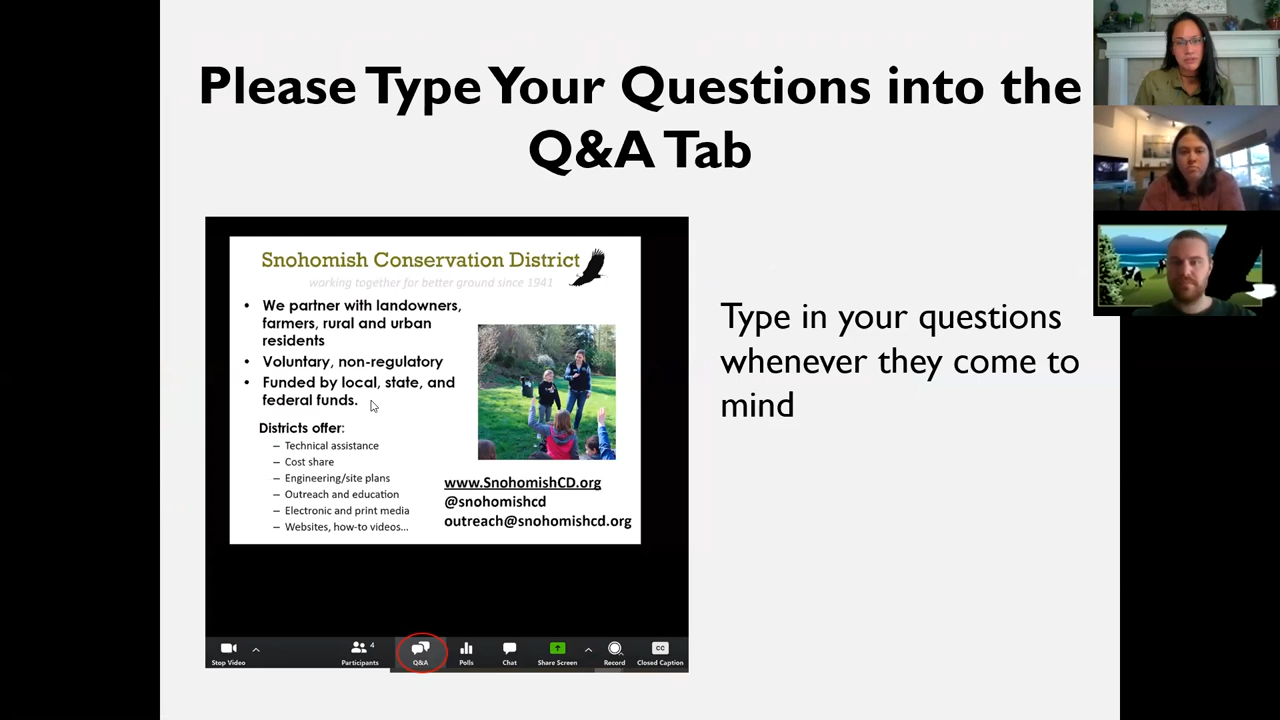 Please Type Your Questions into the
Q&A Tab
Snohomish Conservation District
working together for better ground since 1941
• We partner with landowners,
farmers, rural and urban
residents
• Voluntary, non-regulatory
• Funded by local, state, and
federal funds.
Districts offer:
– Technical assistance
– Cost share
– Engineering/site plans
– Outreach and education
– Electronic and print media
– Websites, how-to videos...
www.SnohomishCD.org
@snohomishcd
outreach@snohomishcd.org
Type in your questions
whenever they come to
mind
4
Stop Video Participants Q&A Polls Chat Share Screen Record CC Closed Caption